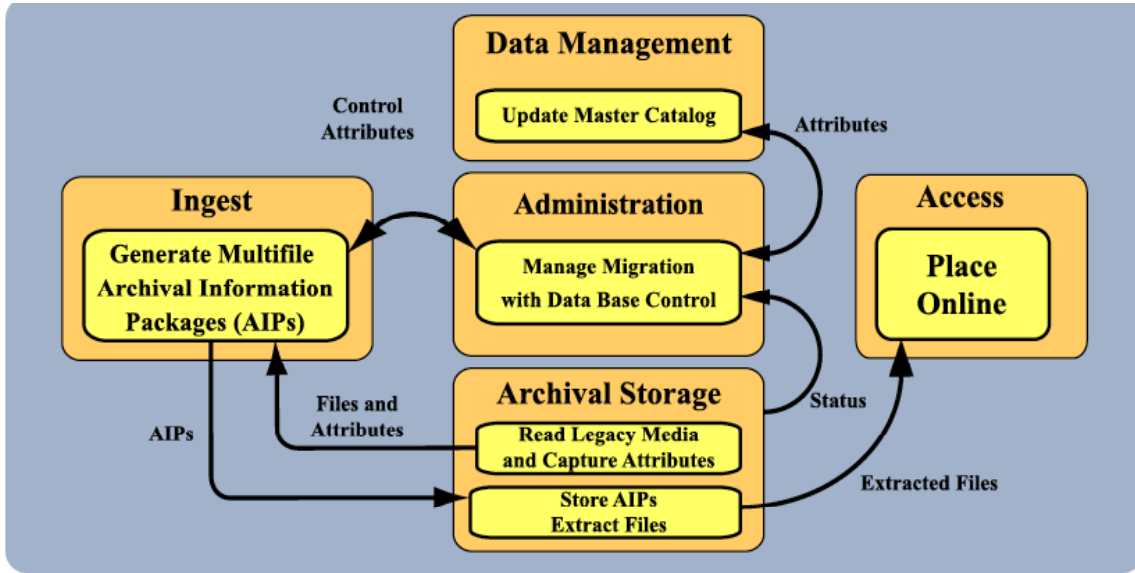 Data Management
Update Master Catalog
Control
Attributes
Attributes
Ingest
Generate Multifile
Archival Information
Packages (AIPs)
Administration
Manage Migration
with Data Base Control
Access
Place
Online
Archival Storage
Read Legacy Media
and Capture Attributes
Store AIPs
Extract Files
Files and
Attributes
AIPs
Status
Extracted Files